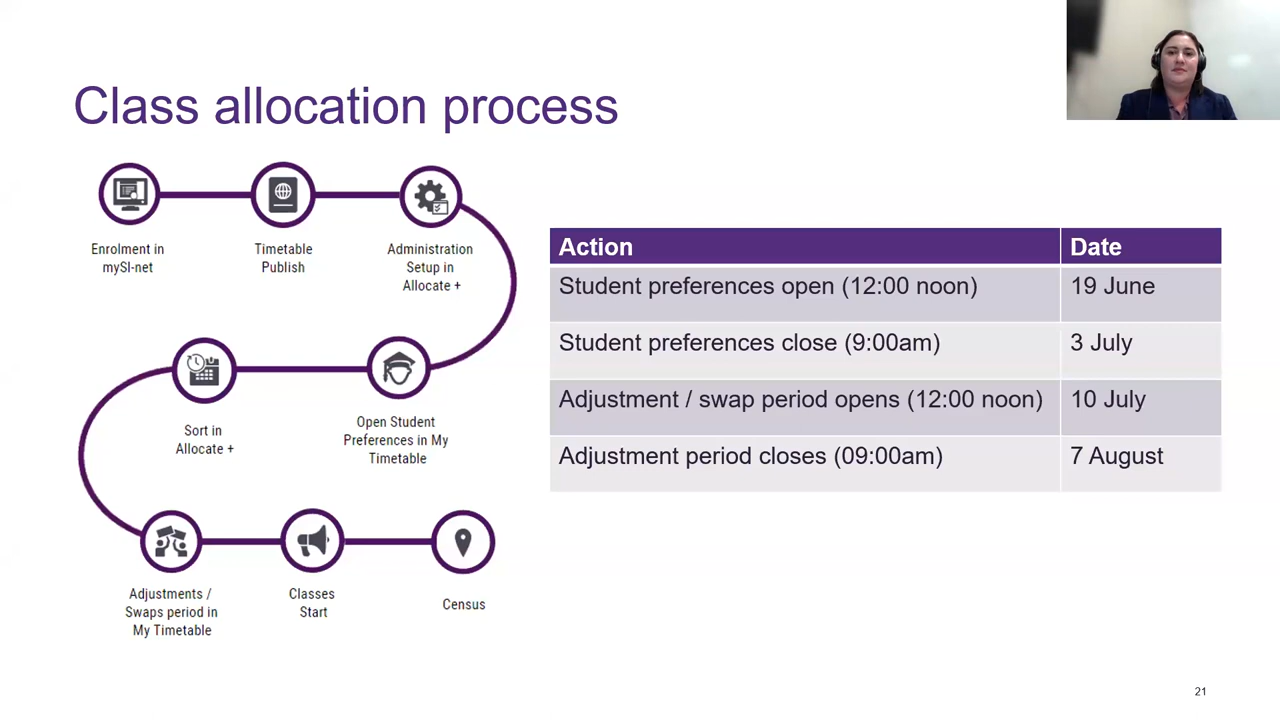 Class allocation process
Enrolment in
mySI-net
Timetable
Publish
Administration
Setup in
Allocate +
Open Student
Preferences in My
Timetable
Sort in
Allocate +
Adjustments /
Swaps period in
My Timetable
Classes
Start
Census
Action Date
Student preferences open (12:00 noon) 19 June
Student preferences close (9:00am) 3 July
Adjustment / swap period opens (12:00 noon) 10 July
Adjustment period closes (09:00am) 7 August
21